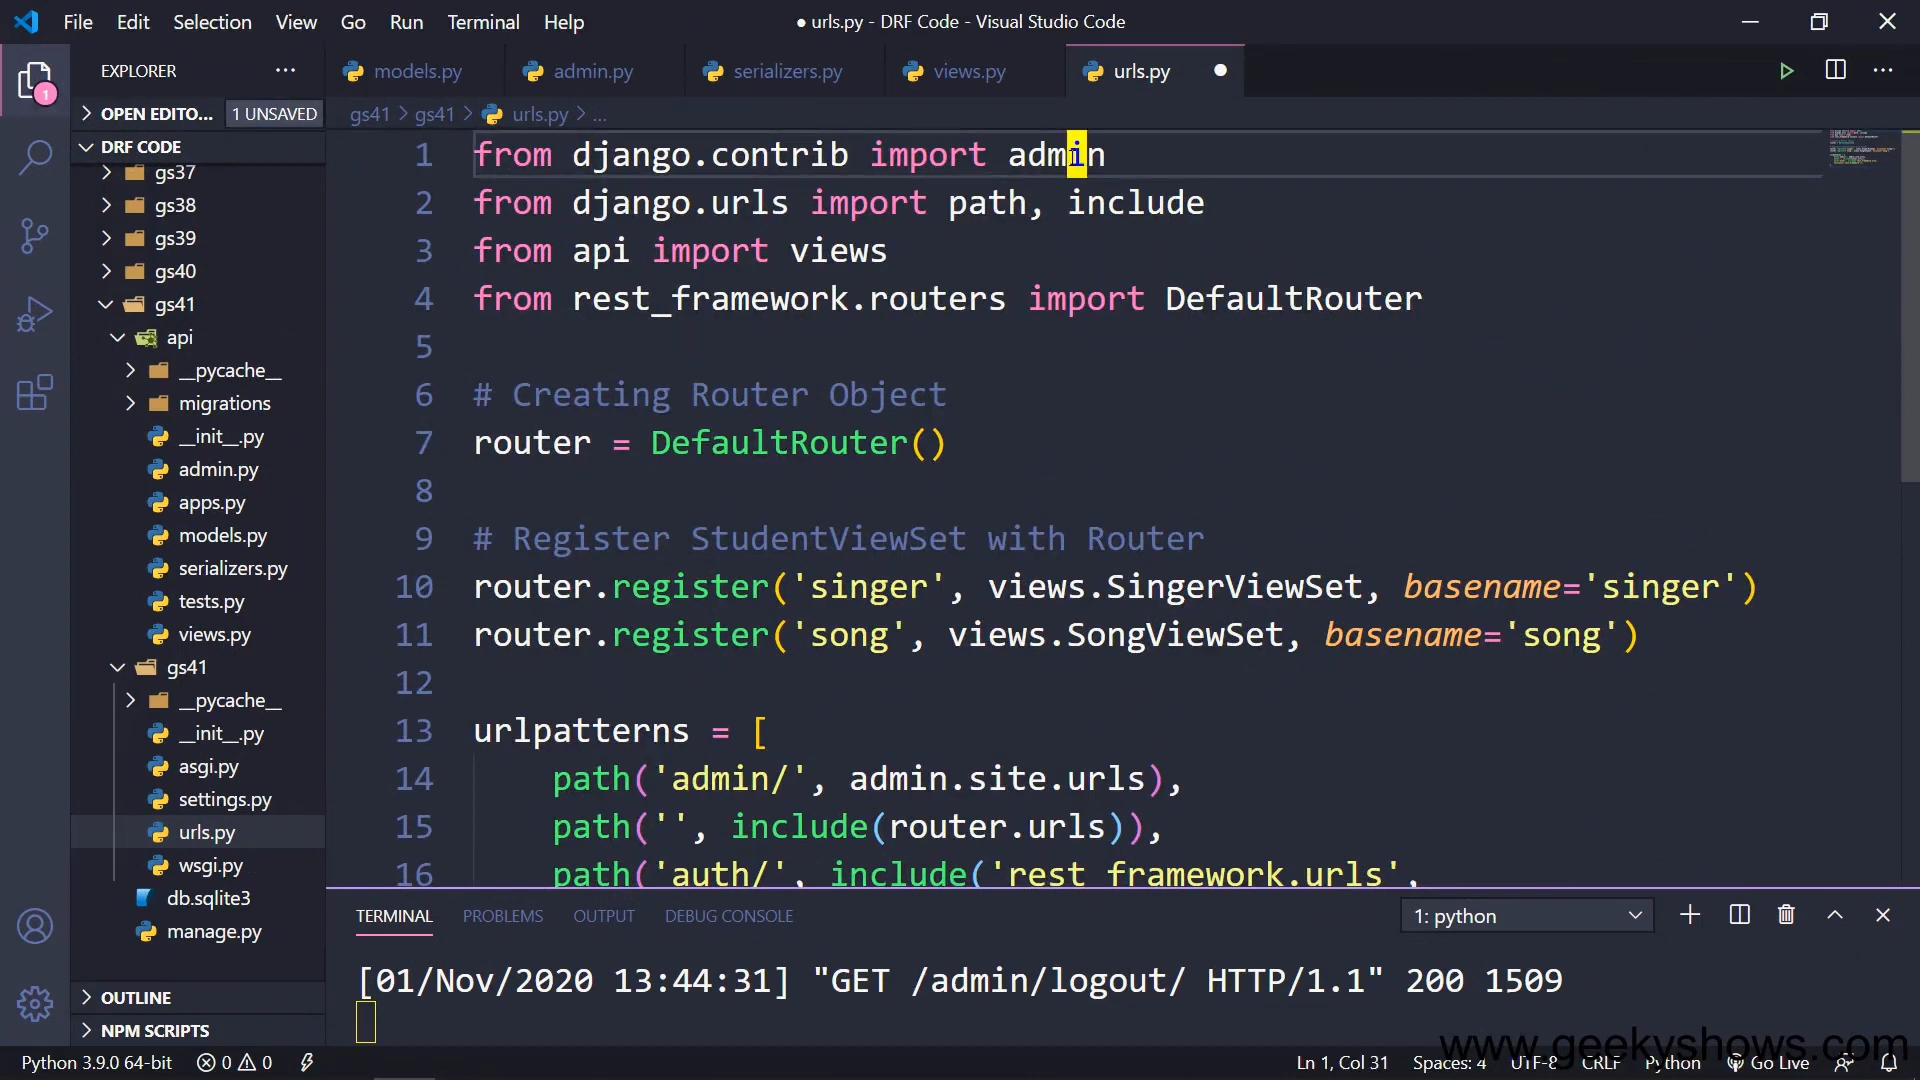 File Edit Selection View Go Run Terminal Help
● urls.py - DRF Code - Visual Studio Code
EXPLORER ...
models.py admin.py serializers.py views.py urls.py
OPEN EDITO... 1 UNSAVED
gs41 > gs41 > urls.py > ...
DRF CODE
gs37
gs38
gs39
gs40
gs41
api
__pycache__
migrations
__init__.py
admin.py
apps.py
models.py
serializers.py
tests.py
views.py
gs41
__pycache__
__init__.py
asgi.py
settings.py
urls.py
wsgi.py
db.sqlite3
manage.py
OUTLINE
NPM SCRIPTS
1 from django.contrib import admin
2 from django.urls import path, include
3 from api import views
4 from rest_framework.routers import DefaultRouter
5
6 # Creating Router Object
7 router = DefaultRouter()
8
9 # Register StudentViewSet with Router
10 router.register('singer', views.SingerViewSet, basename='singer')
11 router.register('song', views.SongViewSet, basename='song')
12
13 urlpatterns = [
14 path('admin/', admin.site.urls),
15 path('', include(router.urls)),
16 path('auth/', include('rest_framework.urls',
TERMINAL PROBLEMS OUTPUT DEBUG CONSOLE
1: python
[01/Nov/2020 13:44:31] "GET /admin/logout/ HTTP/1.1" 200 1509
www.geekyshows.com
Python 3.9.0 64-bit 0 0
Ln 1, Col 31 Spaces: 4 UTF-8 CRLF Python Go Live
1